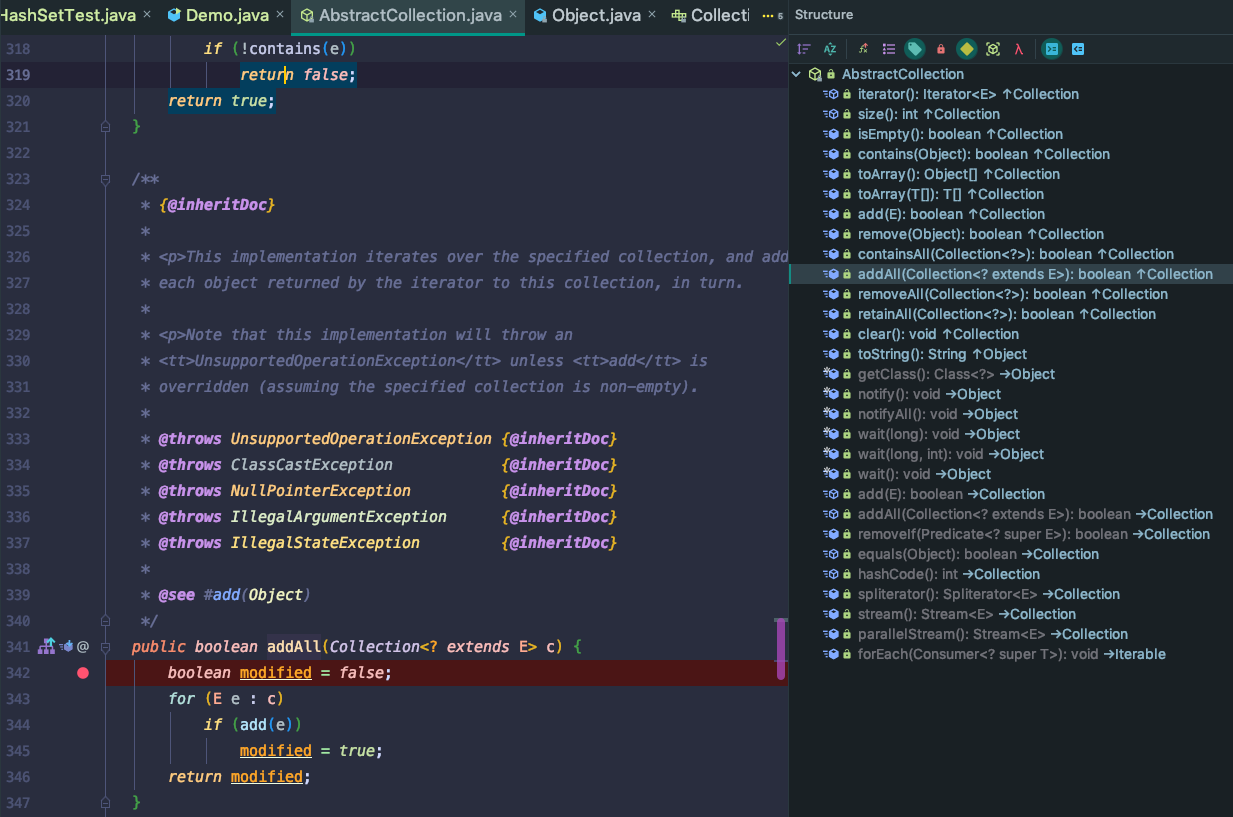 HashSetTest.java × Demo.java × AbstractCollection.java × Object.java × Collecti ... 5
318 if (!contains(e))
319 return false;
320 return true;
321 }
322
323 /**
324 * {@inheritDoc}
325 *
326 * <p>This implementation iterates over the specified collection, and add
327 * each object returned by the iterator to this collection, in turn.
328 *
329 * <p>Note that this implementation will throw an
330 * <tt>UnsupportedOperationException</tt> unless <tt>add</tt> is
331 * overridden (assuming the specified collection is non-empty).
332 *
333 * @throws UnsupportedOperationException {@inheritDoc}
334 * @throws ClassCastException {@inheritDoc}
335 * @throws NullPointerException {@inheritDoc}
336 * @throws IllegalArgumentException {@inheritDoc}
337 * @throws IllegalStateException {@inheritDoc}
338 *
339 * @see #add(Object)
340 */
341 @ public boolean addAll(Collection<? extends E> c) {
342 boolean modified = false;
343 for (E e : c)
344 if (add(e))
345 modified = true;
346 return modified;
347 }
Structure
AbstractCollection
iterator(): Iterator<E> ↑Collection
size(): int ↑Collection
isEmpty(): boolean ↑Collection
contains(Object): boolean ↑Collection
toArray(): Object[] ↑Collection
toArray(T[]): T[] ↑Collection
add(E): boolean ↑Collection
remove(Object): boolean ↑Collection
containsAll(Collection<?>): boolean ↑Collection
addAll(Collection<? extends E>): boolean ↑Collection
removeAll(Collection<?>): boolean ↑Collection
retainAll(Collection<?>): boolean ↑Collection
clear(): void ↑Collection
toString(): String ↑Object
getClass(): Class<?> →Object
notify(): void →Object
notifyAll(): void →Object
wait(long): void →Object
wait(long, int): void →Object
wait(): void →Object
add(E): boolean →Collection
addAll(Collection<? extends E>): boolean →Collection
removeIf(Predicate<? super E>): boolean →Collection
equals(Object): boolean →Collection
hashCode(): int →Collection
spliterator(): Spliterator<E> →Collection
stream(): Stream<E> →Collection
parallelStream(): Stream<E> →Collection
forEach(Consumer<? super T>): void →Iterable